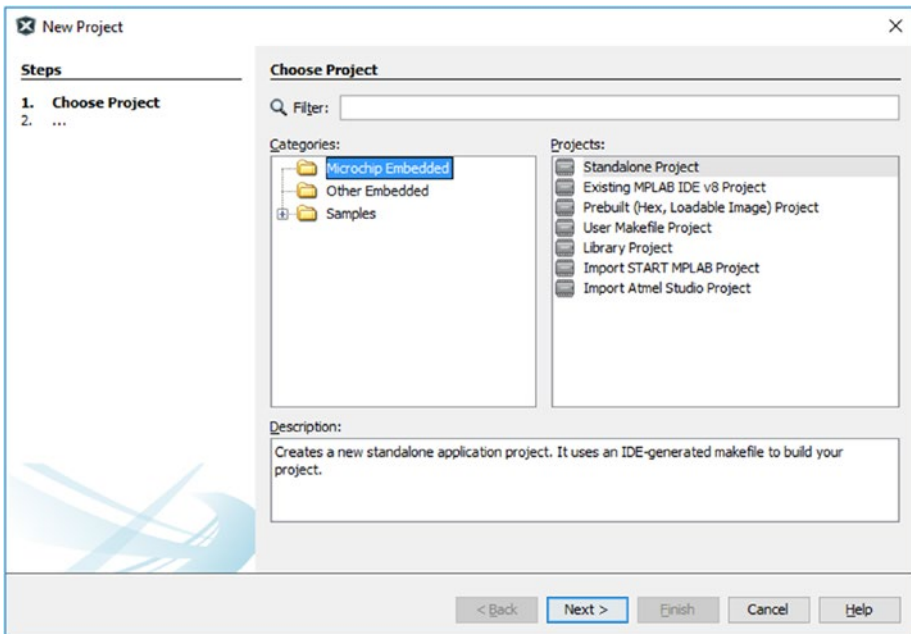 New Project
Steps
1. Choose Project
2. ...
Choose Project
Filter:
Categories:
Microchip Embedded
Other Embedded
Samples
Projects:
Standalone Project
Existing MPLAB IDE v8 Project
Prebuilt (Hex, Loadable Image) Project
User Makefile Project
Library Project
Import START MPLAB Project
Import Atmel Studio Project
Description:
Creates a new standalone application project. It uses an IDE-generated makefile to build your
project.
< Back
Next >
Finish
Cancel
Help